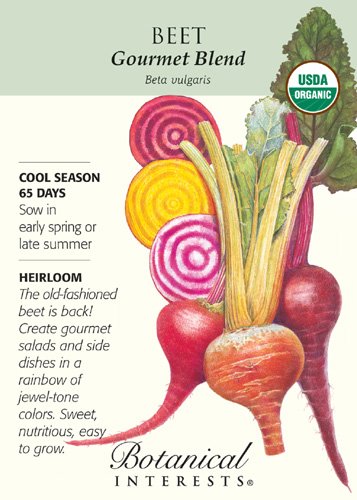 BEET
Gourmet Blend
Beta vulgaris
USDA
ORGANIC
COOL SEASON
65 DAYS
Sow in
early spring or
late summer
HEIRLOOM
The old-fashioned
beet is back!
Create gourmet
salads and side
dishes in a
rainbow of
jewel-tone
colors. Sweet,
nutritious, easy
to grow.
Botanical
INTERESTS®